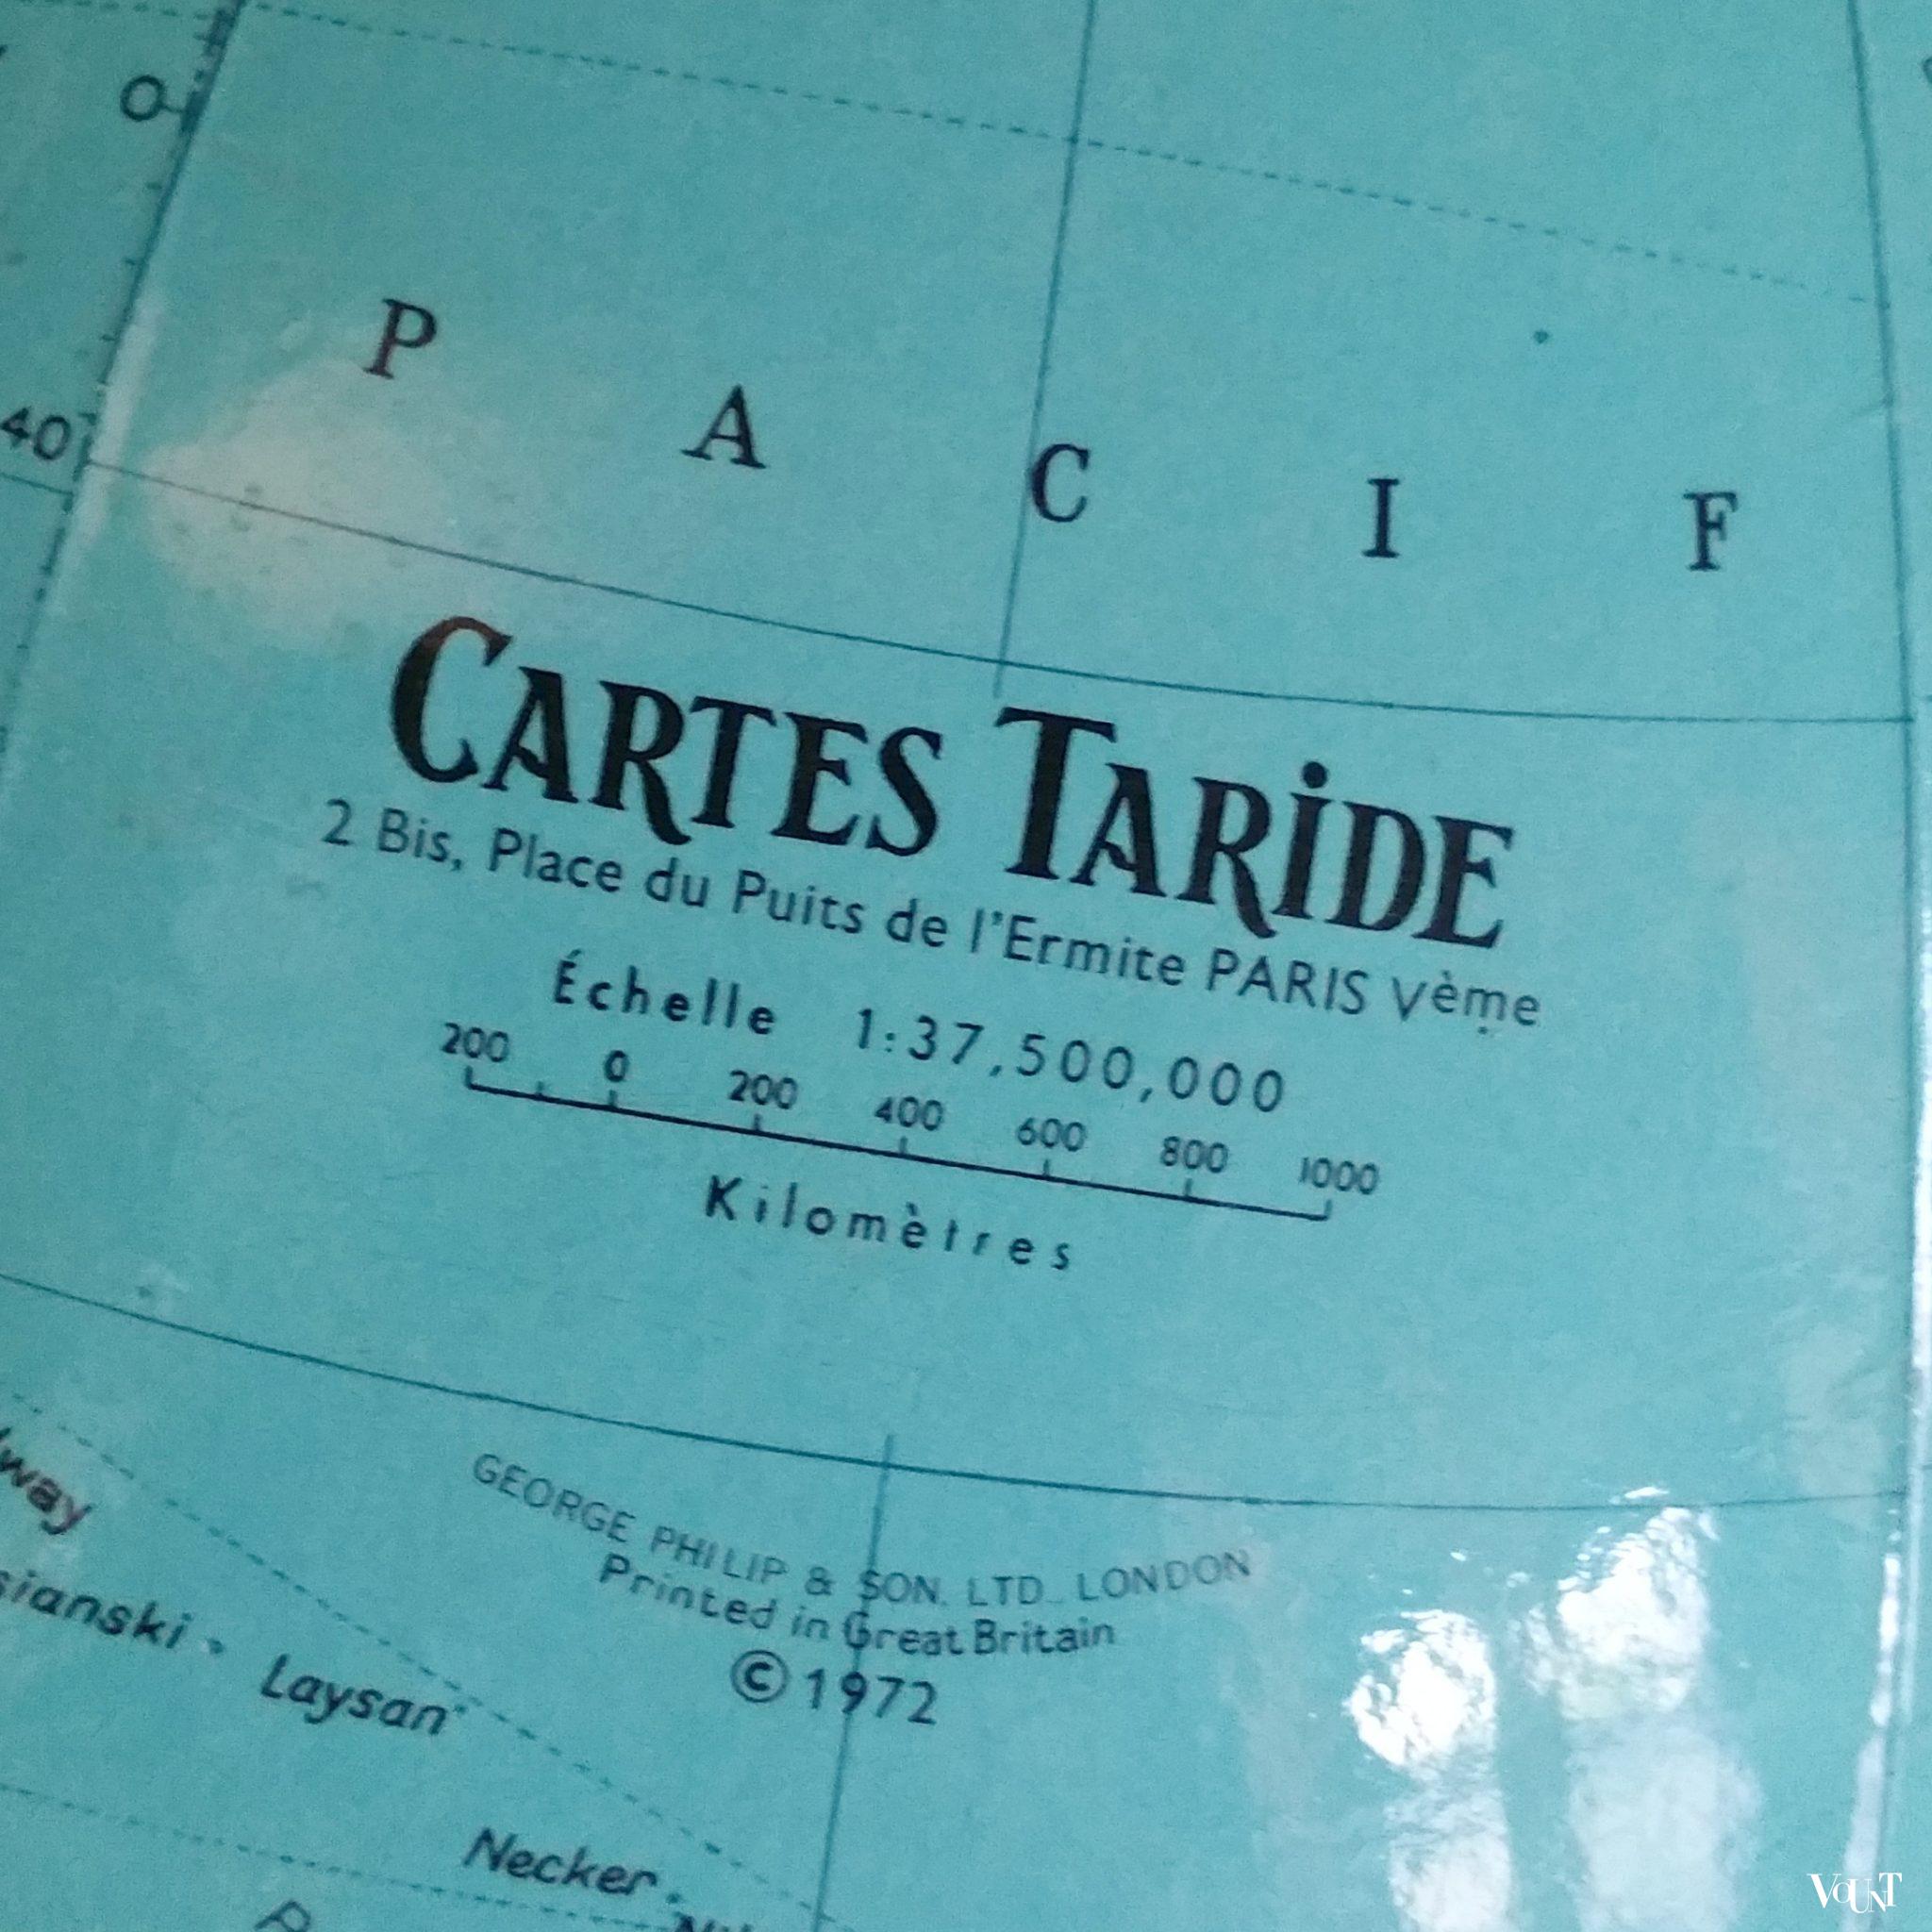 0
P A C I F
40
CARTES TARIDE
2 Bis, Place du Puits de l'Ermite PARIS Vème
Échelle 1:37,500,000
200 0 200 400 600 800 1000
Kilomètres
GEORGE PHILIP & SON. LTD. LONDON
Printed in Great Britain
© 1972
Laysan
Necker
VOUNT